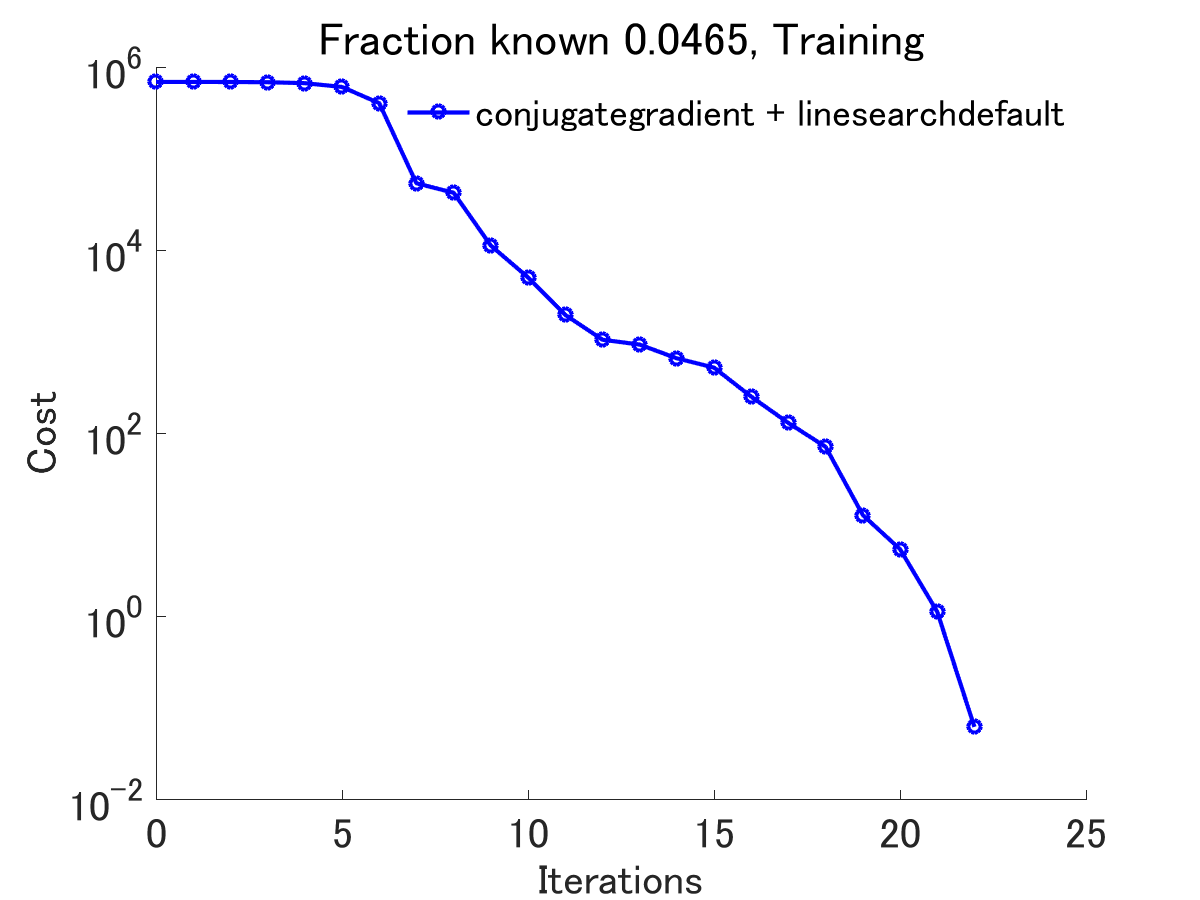 Fraction known 0.0465, Training
conjugategradient + linesearchdefault
10^6
10^4
10^2
10^0
10^-2
Cost
0 5 10 15 20 25
Iterations